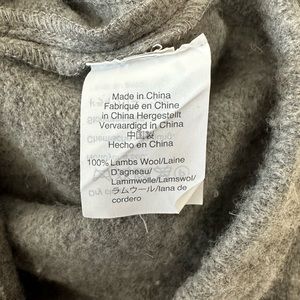 Made in China
Fabriqué en Chine
in China Hergestellt
Vervaardigd in China
中国製
Hecho en China
100% Lambs Wool/Laine
D'agneau/
Lammwolle/Lamswol/
ラムウール/lana de
cordero